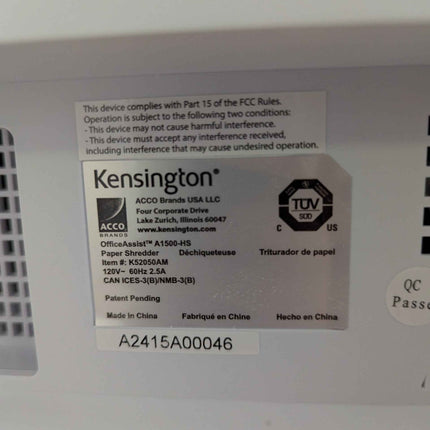 This device complies with Part 15 of the FCC Rules.
Operation is subject to the following two conditions:
- This device may not cause harmful interference.
- This device must accept any interference received,
including interference that may cause undesired operation.
Kensington®
ACCO
BRANDS
ACCO Brands USA LLC
Four Corporate Drive
Lake Zurich, Illinois 60047
www.kensington.com
TÜV
SÜD
C US
OfficeAssist™ A1500-HS
Paper Shredder Déchiqueteuse Triturador de papel
Item #: K52050AM
120V~ 60Hz 2.5A
CAN ICES-3(B)/NMB-3(B)
Patent Pending
Made in China Fabriqué en Chine Hecho en China
A2415A00046
QC
Passe